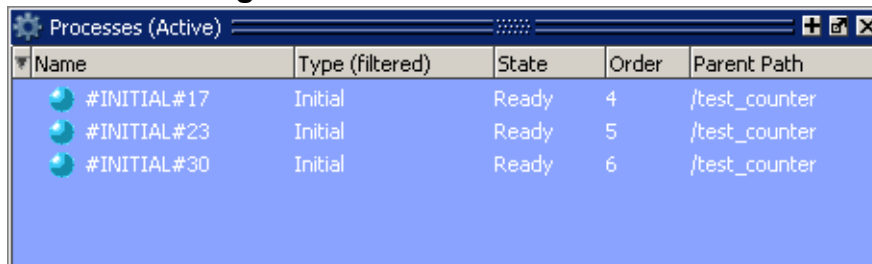 Processes (Active)
Name Type (filtered) State Order Parent Path
#INITIAL#17 Initial Ready 4 /test_counter
#INITIAL#23 Initial Ready 5 /test_counter
#INITIAL#30 Initial Ready 6 /test_counter